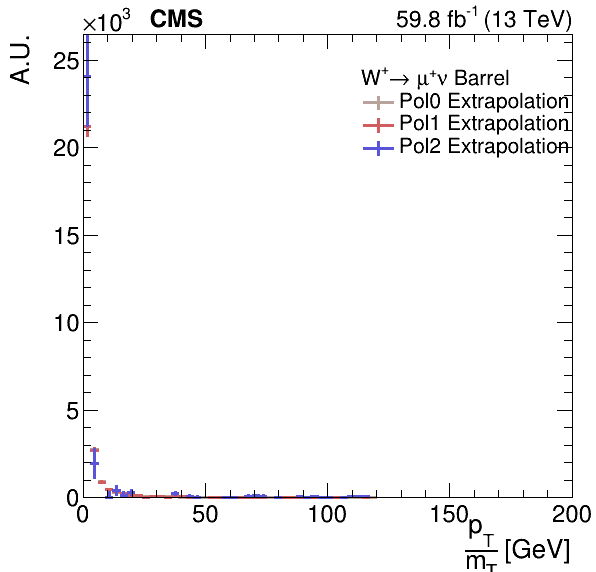 ×10³ CMS 59.8 fb⁻¹ (13 TeV)
A.U.
W⁺→ μ⁺ν Barrel
Pol0 Extrapolation
Pol1 Extrapolation
Pol2 Extrapolation
25
20
15
10
5
0
0 50 100 150 200
p_T
m_T [GeV]